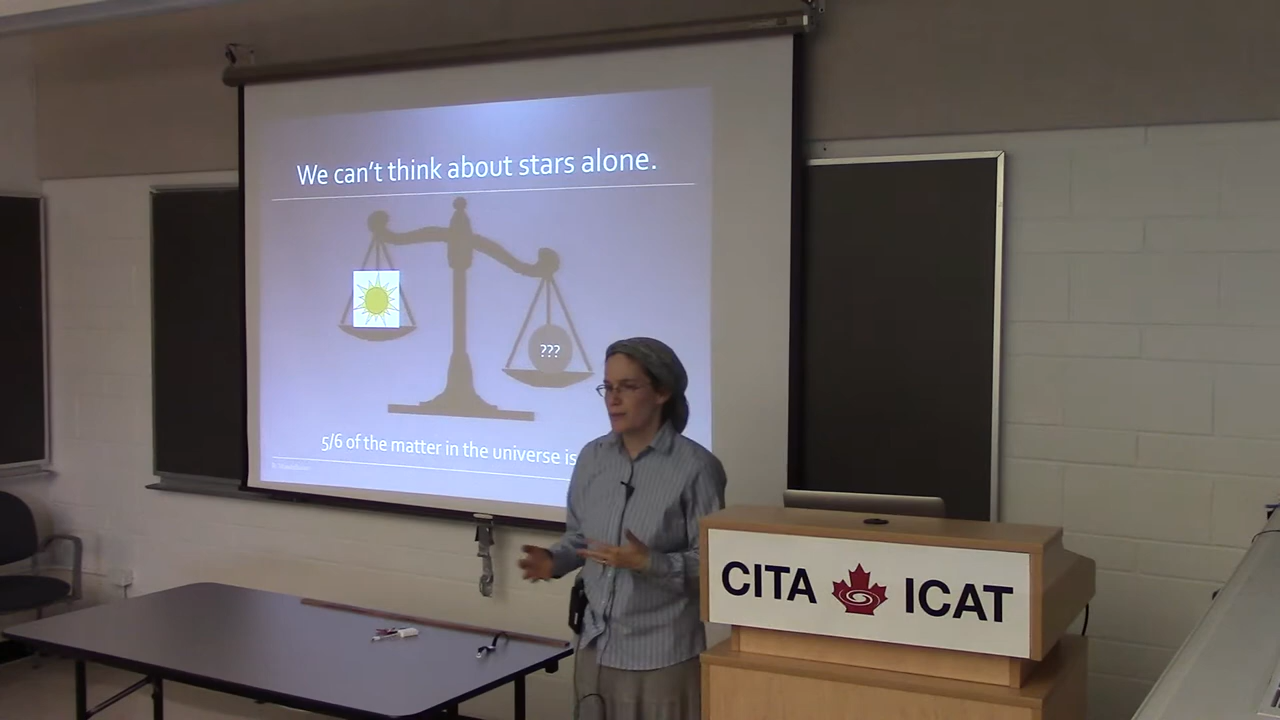 We can't think about stars alone.
???
5/6 of the matter in the universe is
CITA ICAT